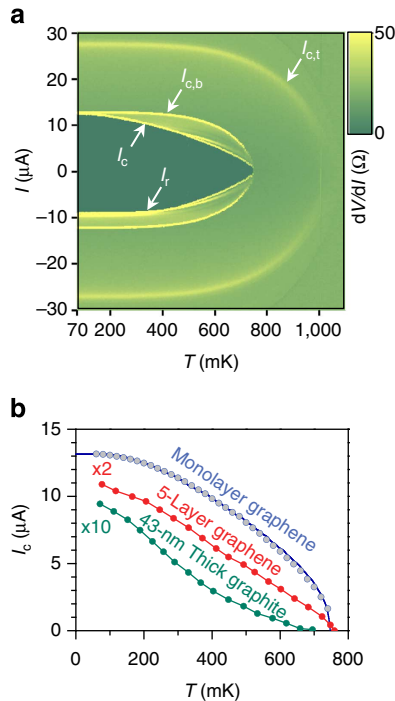 a
30
20
10
0
−10
−20
−30
I (μA)
I_c,t
I_c,b
I_c
I_r
50
0
dV/dI (Ω)
70 200 400 600 800 1,000
T (mK)
b
15
10
5
0
I_c (μA)
Monolayer graphene
x2
5-Layer graphene
x10
43-nm Thick graphite
0 200 400 600 800
T (mK)